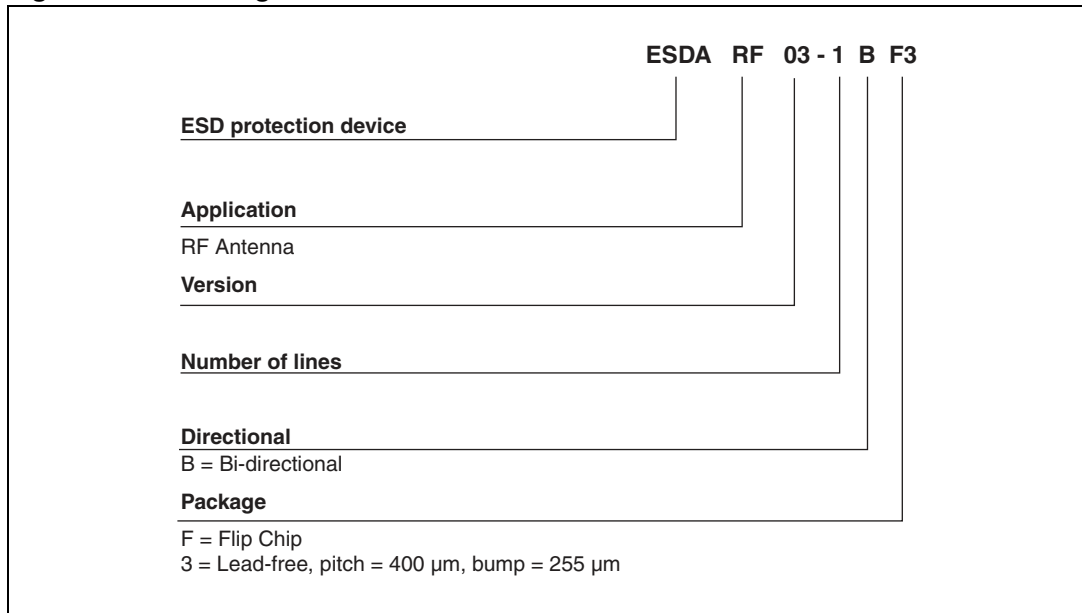 ESDA RF 03 - 1 B F3
ESD protection device
Application
RF Antenna
Version
Number of lines
Directional
B = Bi-directional
Package
F = Flip Chip
3 = Lead-free, pitch = 400 µm, bump = 255 µm